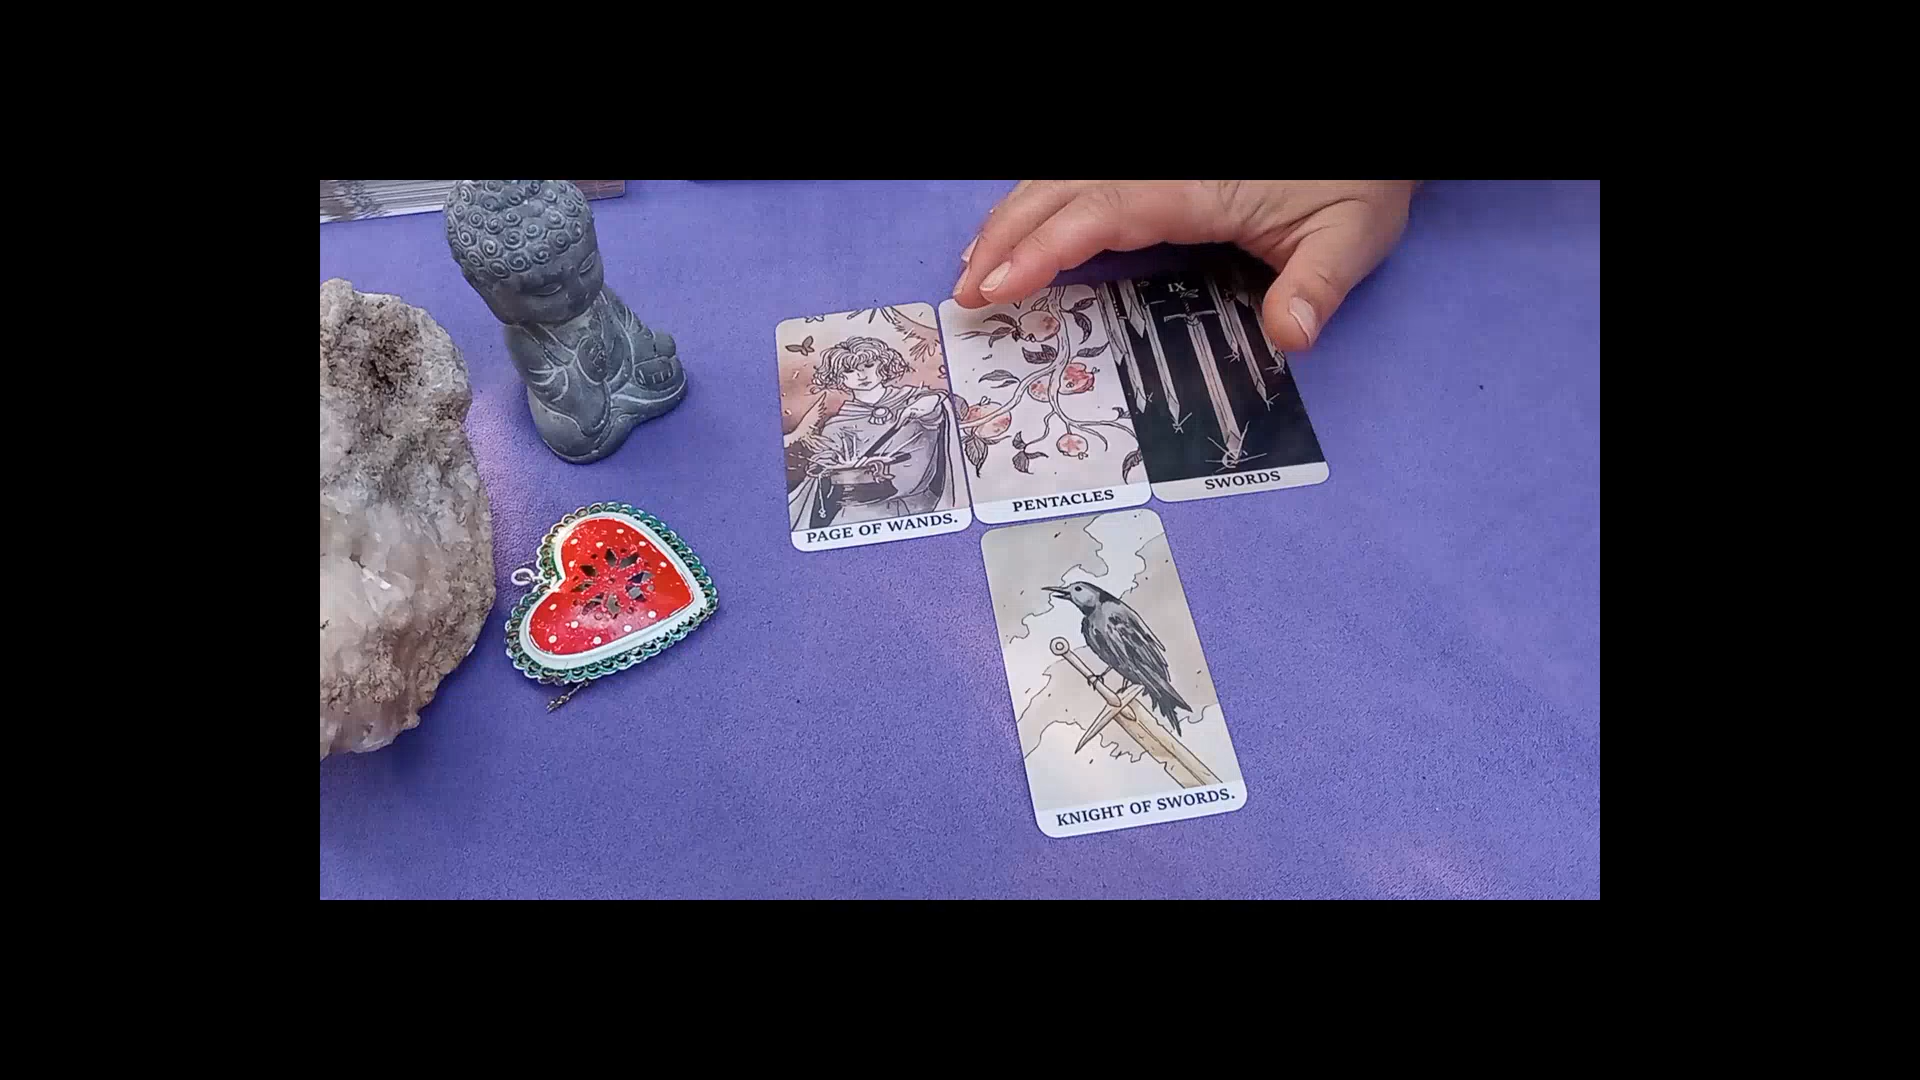 IX
PAGE OF WANDS.
PENTACLES
SWORDS
KNIGHT OF SWORDS.